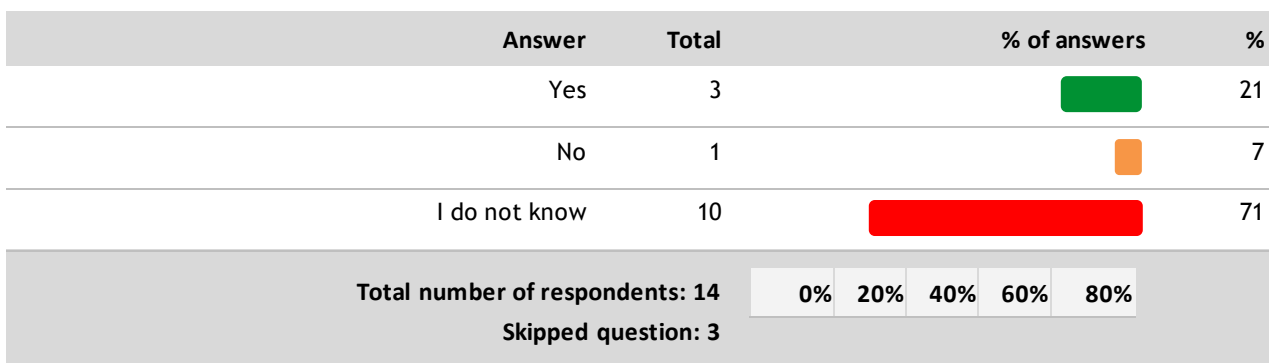 Answer Total % of answers %
Yes 3 21
No 1 7
I do not know 10 71
Total number of respondents: 14 0% 20% 40% 60% 80%
Skipped question: 3